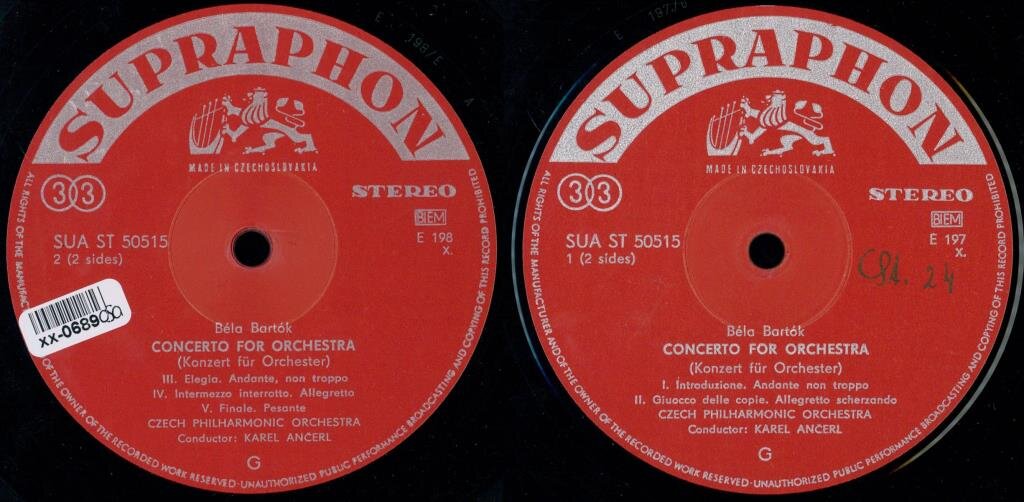 198/E
E
A
SUPRAPHON
MADE IN CZECHOSLOVAKIA
33
STEREO
BIEM
SUA ST 50515
E 198
2 (2 sides)
X.
xx-0689
Béla Bartók
CONCERTO FOR ORCHESTRA
(Konzert für Orchester)
III. Elegia. Andante, non troppo
IV. Intermezzo interrotto. Allegretto
V. Finale. Pesante
CZECH PHILHARMONIC ORCHESTRA
Conductor: KAREL ANČERL
G
ALL RIGHTS OF THE MANUFACTURER AND OF THE OWNER OF THE RECORDED WORK RESERVED·UNAUTHORIZED PUBLIC PERFORMANCE BROADCASTING AND COPYING OF THIS RECORD PROHIBITED
197/
E
SUPRAPHON
MADE IN CZECHOSLOVAKIA
33
STEREO
BIEM
SUA ST 50515
E 197
1 (2 sides)
X.
24
Béla Bartók
CONCERTO FOR ORCHESTRA
(Konzert für Orchester)
I. Introduzione. Andante non troppo
II. Giuocco delle copie. Allegretto scherzando
CZECH PHILHARMONIC ORCHESTRA
Conductor: KAREL ANČERL
G
ALL RIGHTS OF THE MANUFACTURER AND OF THE OWNER OF THE RECORDED WORK RESERVED·UNAUTHORIZED PUBLIC PERFORMANCE BROADCASTING AND COPYING OF THIS RECORD PROHIBITED